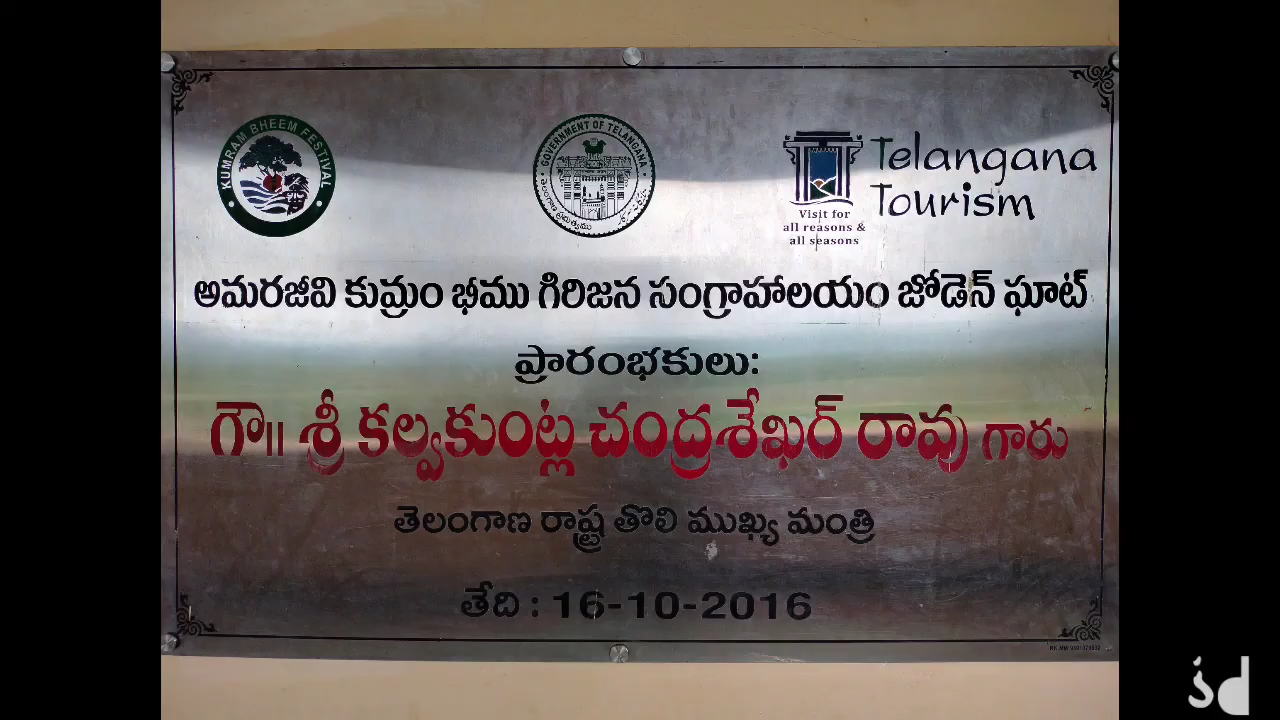 KUMRAM BHEEM FESTIVAL
GOVERNMENT OF TELANGANA
Telangana
Tourism
Visit for
all reasons &
all seasons
అమరజీవి కుమ్రం భీము గిరిజన సంగ్రాహాలయం జోడెన్ ఘాట్
ప్రారంభకులు:
గౌ|| శ్రీ కల్వకుంట్ల చంద్రశేఖర్ రావు గారు
తెలంగాణ రాష్ట్ర తొలి ముఖ్య మంత్రి
తేది : 16-10-2016
sd